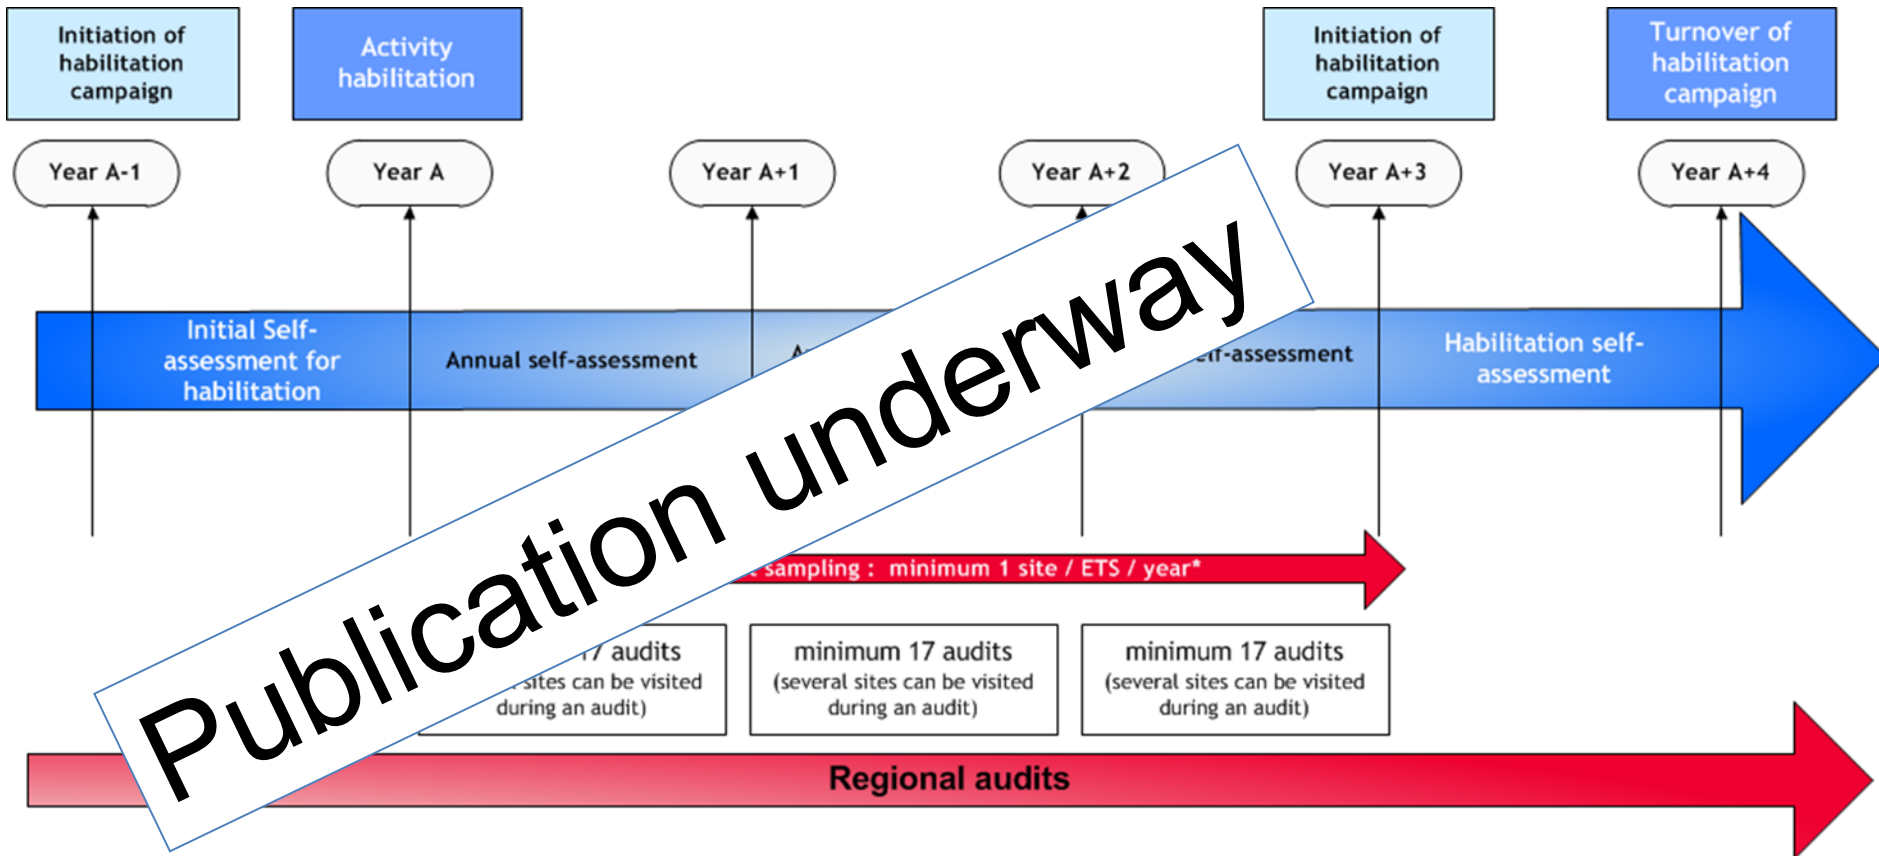 Initiation of
habilitation
campaign
Activity
habilitation
Initiation of
habilitation
campaign
Turnover of
habilitation
campaign
Year A-1
Year A
Year A+1
Year A+2
Year A+3
Year A+4
Initial Self-
assessment for
habilitation
Annual self-assessment
self-assessment
Habilitation self-
assessment
Publication underway
sampling : minimum 1 site / ETS / year*
17 audits
sites can be visited
during an audit)
minimum 17 audits
(several sites can be visited
during an audit)
minimum 17 audits
(several sites can be visited
during an audit)
Regional audits